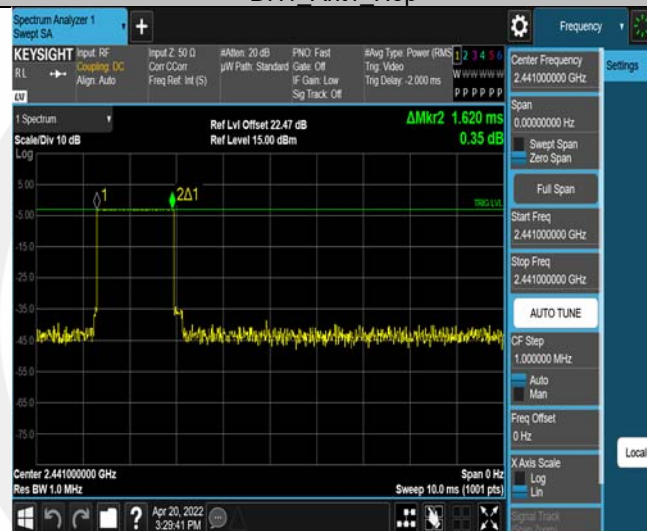 Spectrum Analyzer 1
Swept SA
+
Frequency
KEYSIGHT
RL
Input: RF
Coupling: DC
Align: Auto
Input Z: 50 Ω
Corr CCorr
Freq Ref: Int (S)
#Atten: 20 dB
µW Path: Standard
PNO: Fast
Gate: Off
IF Gain: Low
Sig Track: Off
#Avg Type: Power (RMS
Trig: Video
Trig Delay: -2.000 ms
1 2 3 4 5 6
W W W W W W
P P P P P P
Center Frequency
2.441000000 GHz
Settings
Span
0.00000000 Hz
Swept Span
Zero Span
Full Span
Start Freq
2.441000000 GHz
Stop Freq
2.441000000 GHz
AUTO TUNE
CF Step
1.000000 MHz
Auto
Man
Freq Offset
0 Hz
X Axis Scale
Log
Lin
Signal Track
Local
1 Spectrum
Scale/Div 10 dB
Log
Ref Lvl Offset 22.47 dB
Ref Level 15.00 dBm
ΔMkr2 1.620 ms
0.35 dB
1
2Δ1
TRIG LVL
5.00
-5.00
-15.0
-25.0
-35.0
-45.0
-55.0
-65.0
-75.0
Center 2.441000000 GHz
Res BW 1.0 MHz
Span 0 Hz
Sweep 10.0 ms (1001 pts)
?
Apr 20, 2022
3:29:41 PM